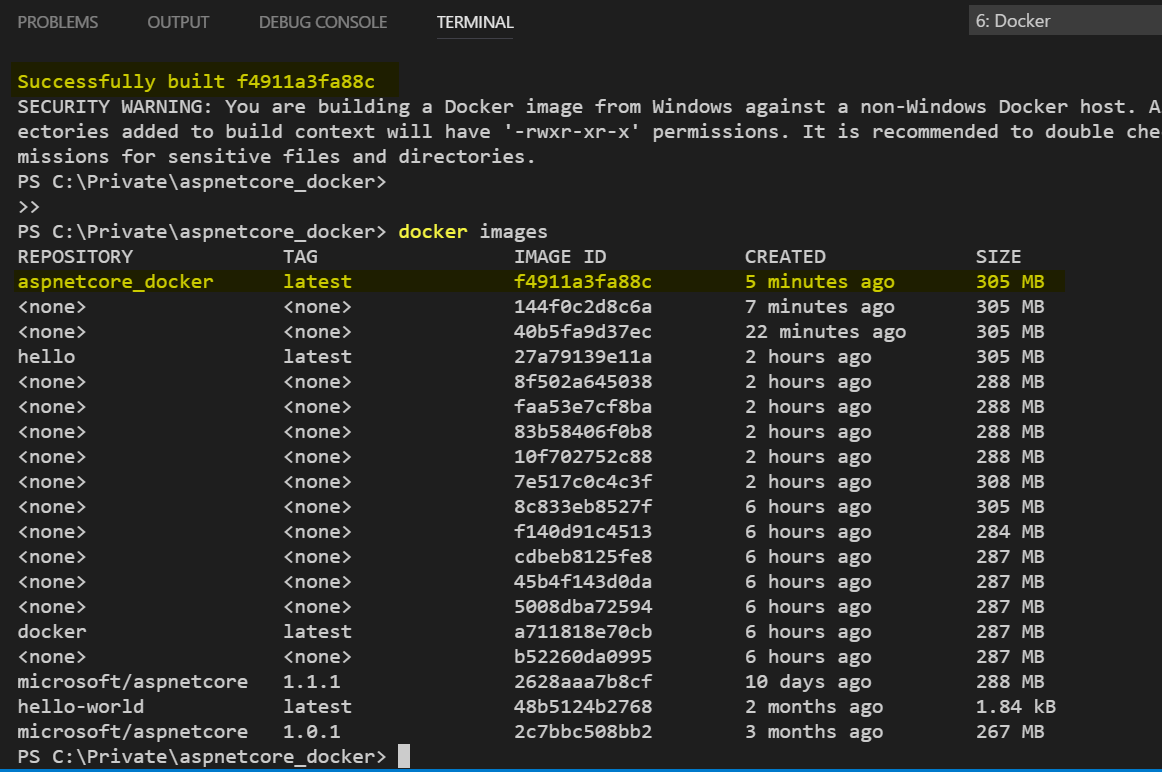 PROBLEMS OUTPUT DEBUG CONSOLE TERMINAL 6: Docker
Successfully built f4911a3fa88c
SECURITY WARNING: You are building a Docker image from Windows against a non-Windows Docker host. A
ectories added to build context will have '-rwxr-xr-x' permissions. It is recommended to double che
missions for sensitive files and directories.
PS C:\Private\aspnetcore_docker>
>>
PS C:\Private\aspnetcore_docker> docker images
REPOSITORY TAG IMAGE ID CREATED SIZE
aspnetcore_docker latest f4911a3fa88c 5 minutes ago 305 MB
<none> <none> 144f0c2d8c6a 7 minutes ago 305 MB
<none> <none> 40b5fa9d37ec 22 minutes ago 305 MB
hello latest 27a79139e11a 2 hours ago 305 MB
<none> <none> 8f502a645038 2 hours ago 288 MB
<none> <none> faa53e7cf8ba 2 hours ago 288 MB
<none> <none> 83b58406f0b8 2 hours ago 288 MB
<none> <none> 10f702752c88 2 hours ago 288 MB
<none> <none> 7e517c0c4c3f 2 hours ago 308 MB
<none> <none> 8c833eb8527f 6 hours ago 305 MB
<none> <none> f140d91c4513 6 hours ago 284 MB
<none> <none> cdbeb8125fe8 6 hours ago 287 MB
<none> <none> 45b4f143d0da 6 hours ago 287 MB
<none> <none> 5008dba72594 6 hours ago 287 MB
docker latest a711818e70cb 6 hours ago 287 MB
<none> <none> b52260da0995 6 hours ago 287 MB
microsoft/aspnetcore 1.1.1 2628aaa7b8cf 10 days ago 288 MB
hello-world latest 48b5124b2768 2 months ago 1.84 kB
microsoft/aspnetcore 1.0.1 2c7bbc508bb2 3 months ago 267 MB
PS C:\Private\aspnetcore_docker>